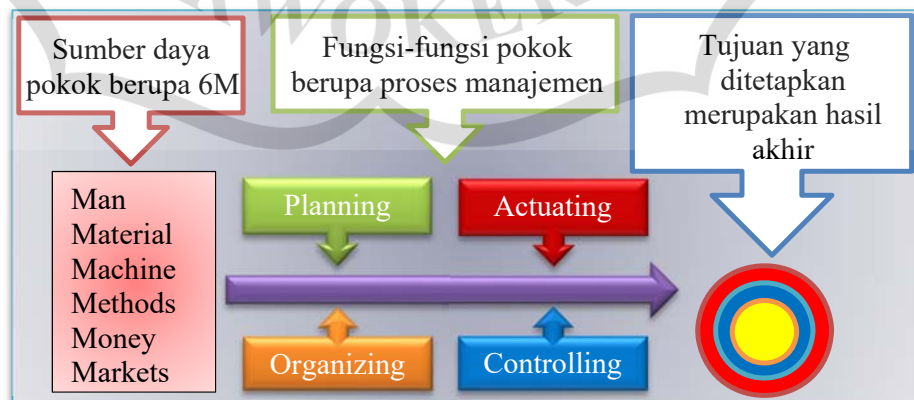 Sumber daya
pokok berupa 6M
Fungsi-fungsi pokok
berupa proses manajemen
Tujuan yang
ditetapkan
merupakan hasil
akhir
Man
Material
Machine
Methods
Money
Markets
Planning
Actuating
Organizing
Controlling